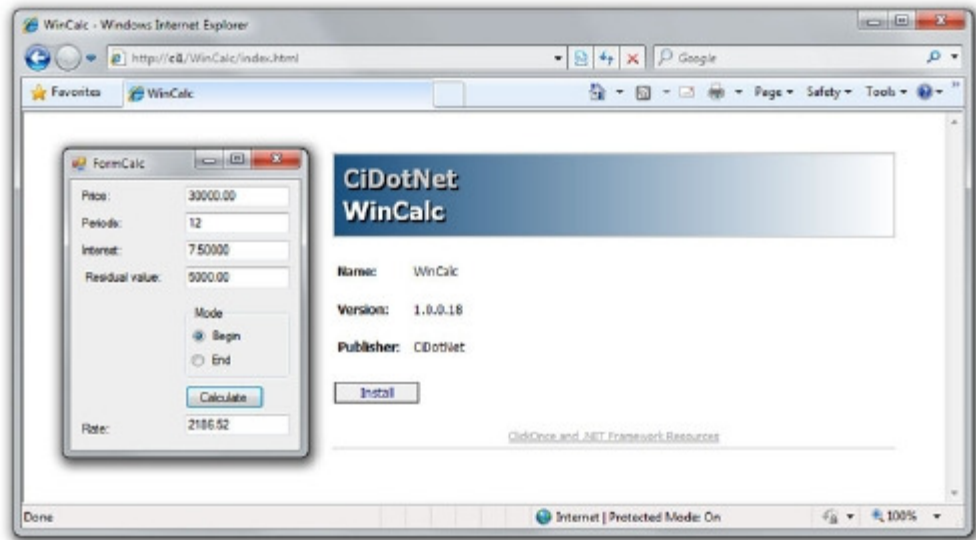 WinCalc - Windows Internet Explorer
http://ci1/WinCalc/index.html
Google
Favorites
WinCalc
Page
Safety
Tools
FormCalc
Price: 30000.00
Periods: 12
Interest: 7.50000
Residual value: 5000.00
Mode
Begin
End
Calculate
Rate: 2186.52
CiDotNet
WinCalc
Name: WinCalc
Version: 1.0.0.18
Publisher: CiDotNet
Install
ClickOnce and .NET Framework Resources
Done
Internet | Protected Mode: On
100%